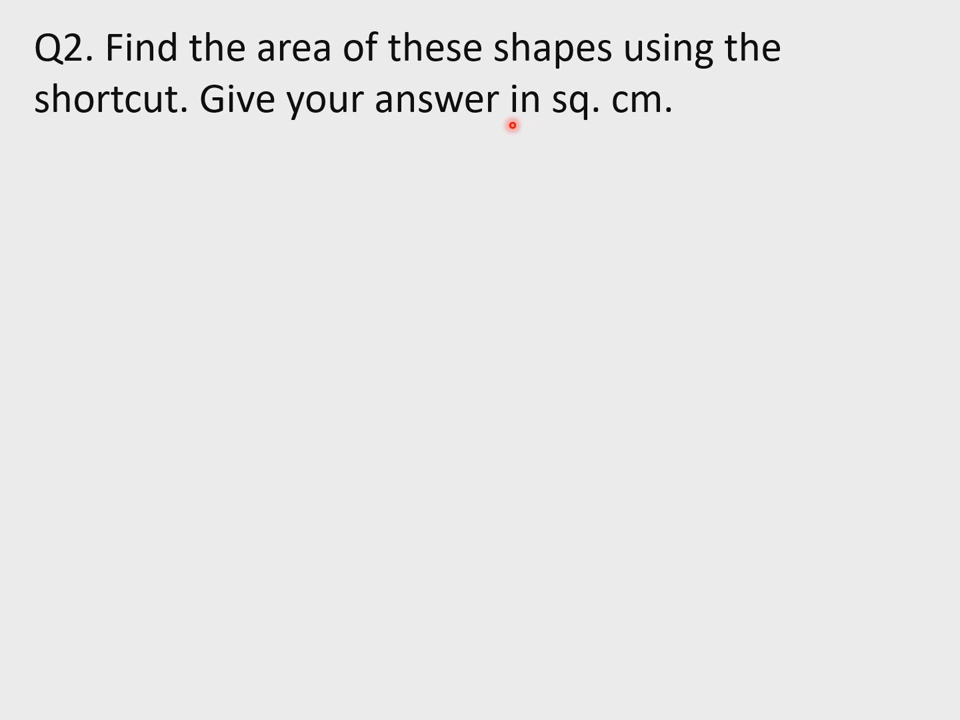 Q2. Find the area of these shapes using the
shortcut. Give your answer in sq. cm.